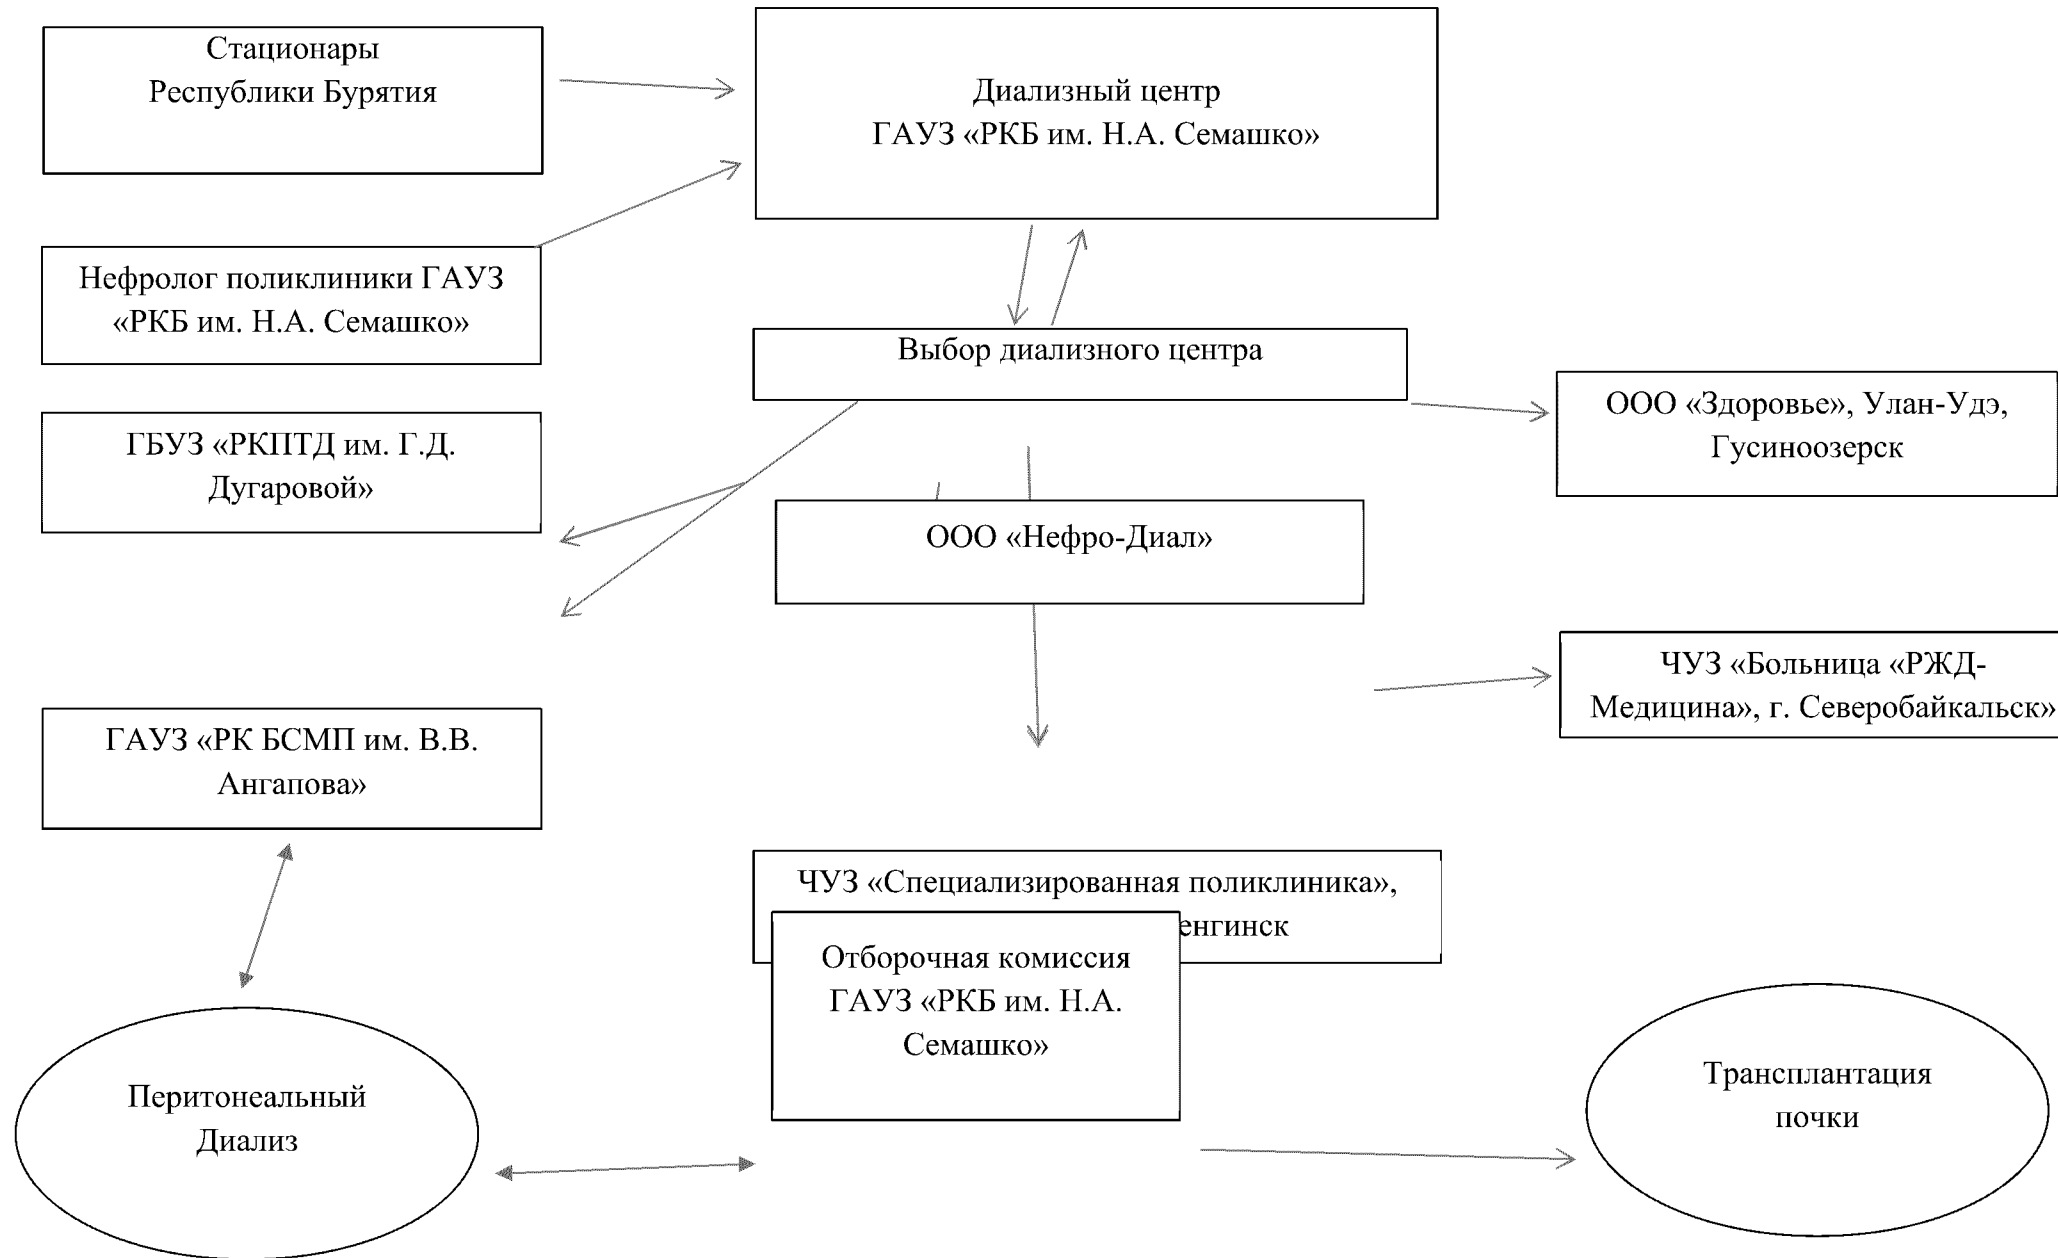 Стационары
Республики Бурятия
Диализный центр
ГАУЗ «РКБ им. Н.А. Семашко»
Нефролог поликлиники ГАУЗ
«РКБ им. Н.А. Семашко»
Выбор диализного центра
ООО «Здоровье», Улан-Удэ,
Гусиноозерск
ГБУЗ «РКПТД им. Г.Д.
Дугаровой»
ООО «Нефро-Диал»
ЧУЗ «Больница «РЖД-
Медицина», г. Северобайкальск»
ГАУЗ «РК БСМП им. В.В.
Ангапова»
ЧУЗ «Специализированная поликлиника»,
енгинск
Отборочная комиссия
ГАУЗ «РКБ им. Н.А.
Семашко»
Перитонеальный
Диализ
Трансплантация
почки